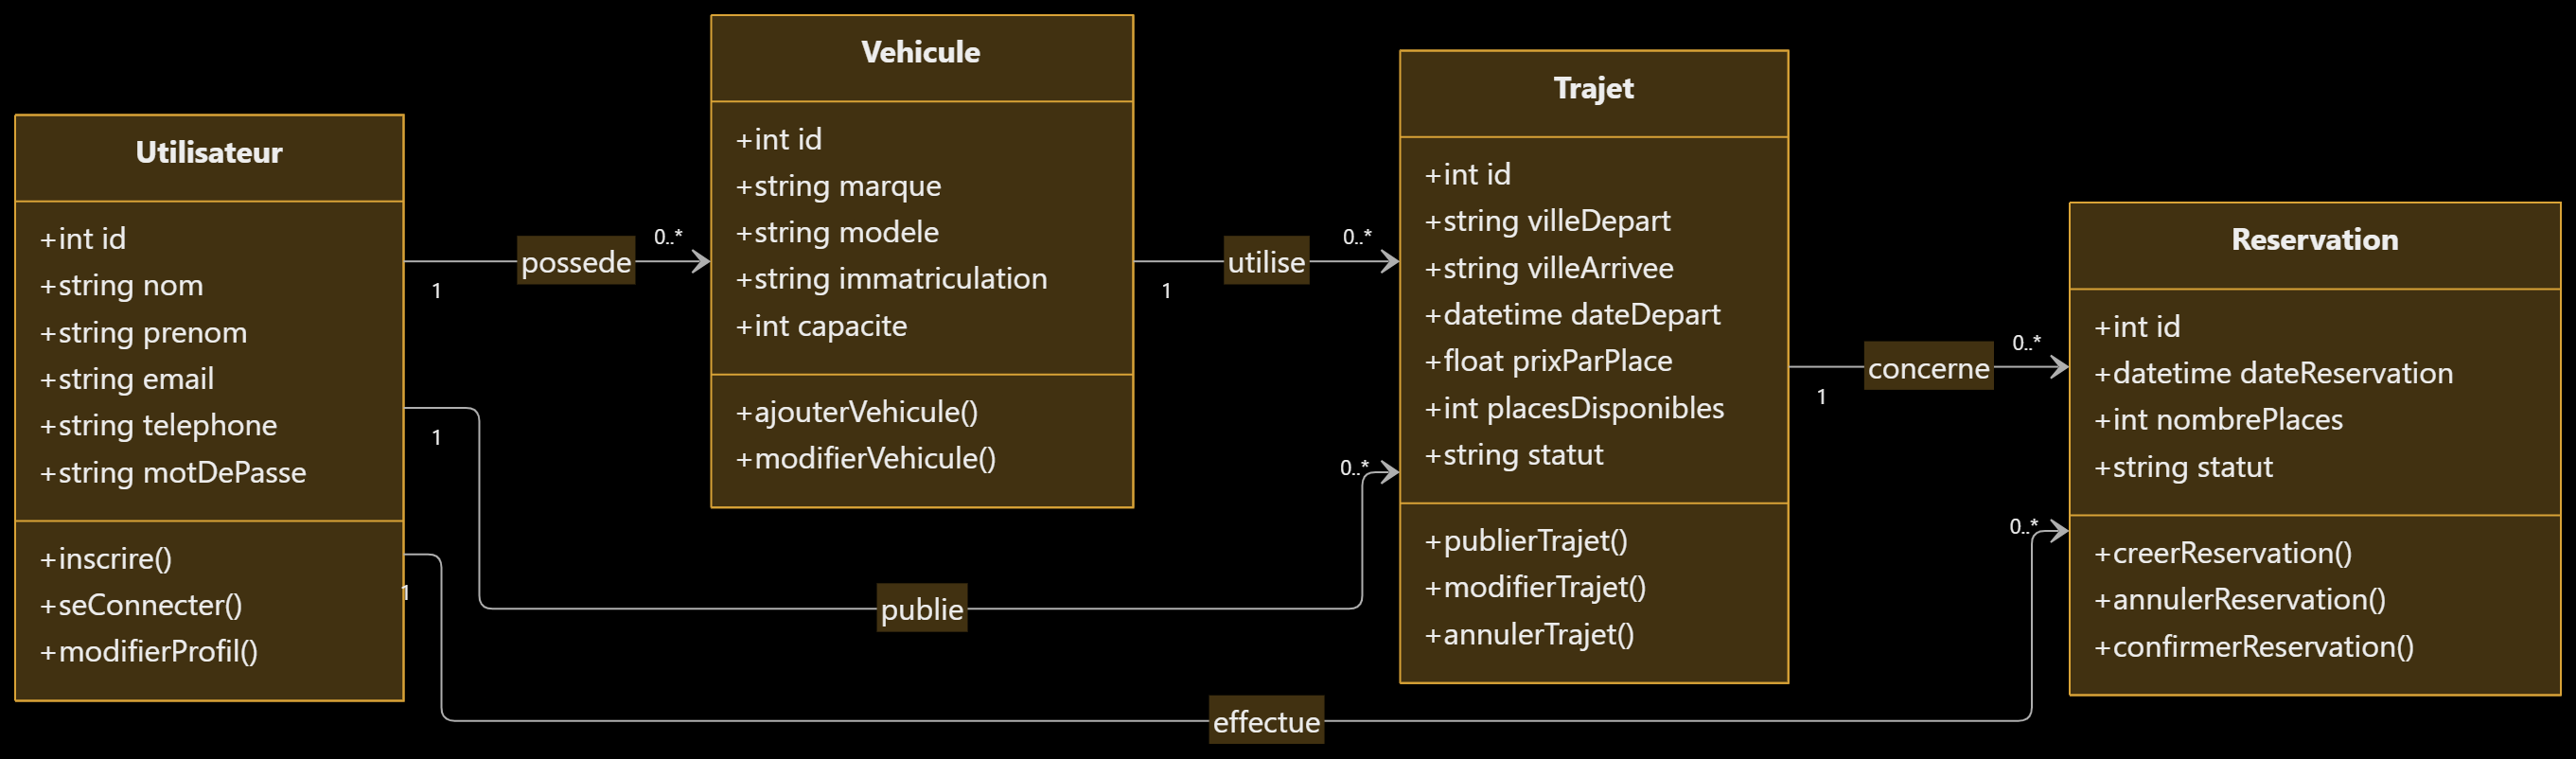 Utilisateur
+int id
+string nom
+string prenom
+string email
+string telephone
+string motDePasse
+inscrire()
+seConnecter()
+modifierProfil()
1
possede
0..*
1
publie
0..*
1
effectue
0..*
Vehicule
+int id
+string marque
+string modele
+string immatriculation
+int capacite
+ajouterVehicule()
+modifierVehicule()
1
utilise
0..*
Trajet
+int id
+string villeDepart
+string villeArrivee
+datetime dateDepart
+float prixParPlace
+int placesDisponibles
+string statut
+publierTrajet()
+modifierTrajet()
+annulerTrajet()
1
concerne
0..*
Reservation
+int id
+datetime dateReservation
+int nombrePlaces
+string statut
+creerReservation()
+annulerReservation()
+confirmerReservation()